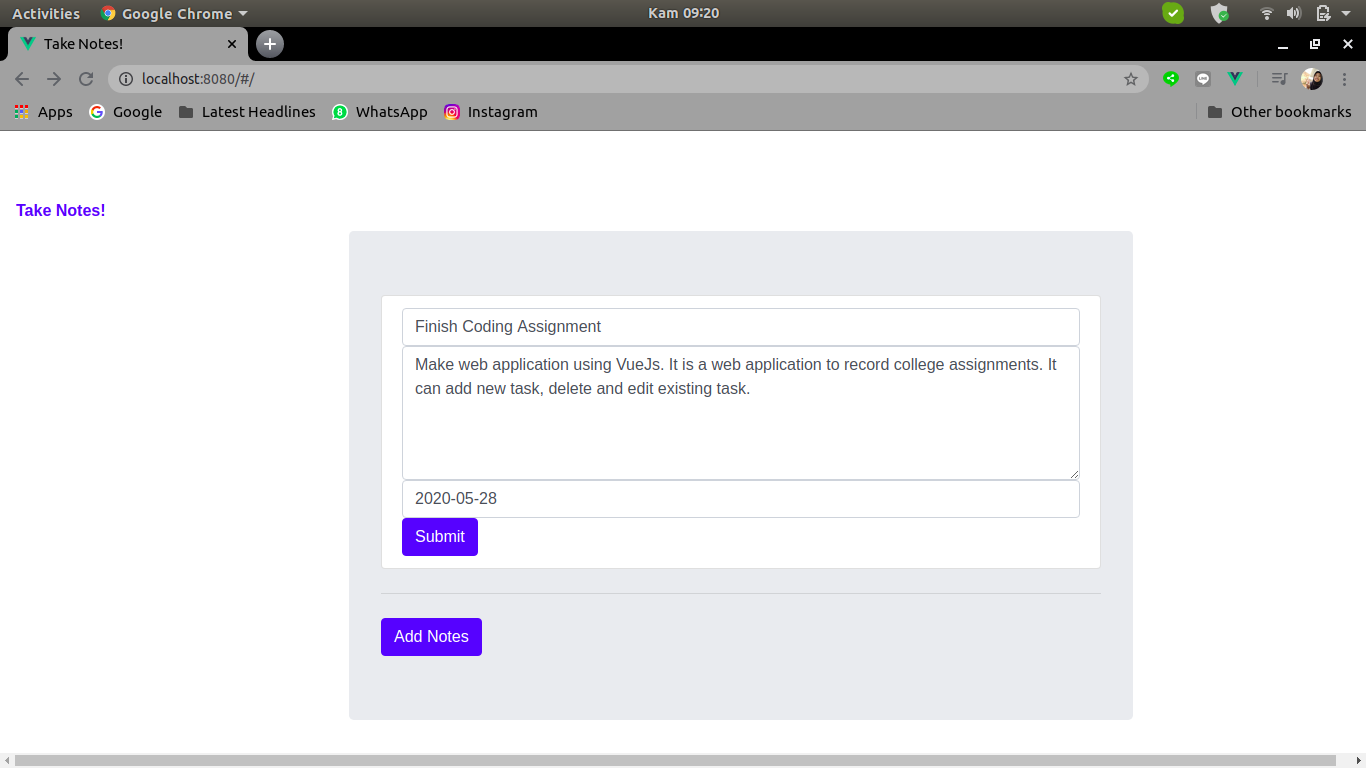 Activities Google Chrome Kam 09:20
Take Notes!
localhost:8080/#/
Apps Google Latest Headlines 8 WhatsApp Instagram Other bookmarks
Take Notes!
Finish Coding Assignment
Make web application using VueJs. It is a web application to record college assignments. It
can add new task, delete and edit existing task.
2020-05-28
Submit
Add Notes